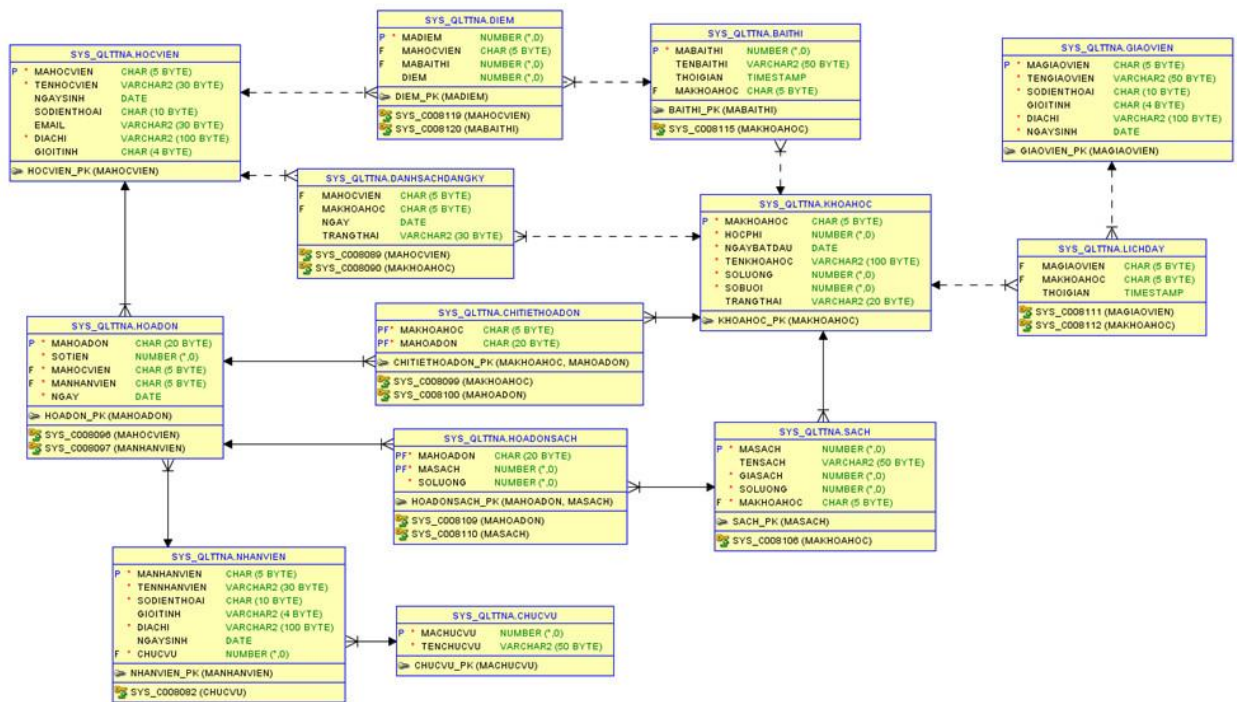 SYS_QLTTNA.DIEM
P * MADIEM NUMBER (*,0)
F MAHOCVIEN CHAR (5 BYTE)
F MABAITHI NUMBER (*,0)
DIEM NUMBER (*,0)
DIEM_PK (MADIEM)
SYS_C008119 (MAHOCVIEN)
SYS_C008120 (MABAITHI)
SYS_QLTTNA.BAITHI
P * MABAITHI NUMBER (*,0)
TENBAITHI VARCHAR2 (50 BYTE)
THOIGIAN TIMESTAMP
F MAKHOAHOC CHAR (5 BYTE)
BAITHI_PK (MABAITHI)
SYS_C008115 (MAKHOAHOC)
SYS_QLTTNA.GIAOVIEN
P * MAGIAOVIEN CHAR (5 BYTE)
* TENGIAOVIEN VARCHAR2 (50 BYTE)
* SODIENTHOAI CHAR (10 BYTE)
GIOITINH CHAR (4 BYTE)
* DIACHI VARCHAR2 (100 BYTE)
* NGAYSINH DATE
GIAOVIEN_PK (MAGIAOVIEN)
SYS_QLTTNA.HOCVIEN
P * MAHOCVIEN CHAR (5 BYTE)
* TENHOCVIEN VARCHAR2 (30 BYTE)
NGAYSINH DATE
SODIENTHOAI CHAR (10 BYTE)
EMAIL VARCHAR2 (30 BYTE)
* DIACHI VARCHAR2 (100 BYTE)
GIOITINH CHAR (4 BYTE)
HOCVIEN_PK (MAHOCVIEN)
SYS_QLTTNA.DANHSACHDANGKY
F MAHOCVIEN CHAR (5 BYTE)
F MAKHOAHOC CHAR (5 BYTE)
NGAY DATE
TRANGTHAI VARCHAR2 (30 BYTE)
SYS_C008089 (MAHOCVIEN)
SYS_C008090 (MAKHOAHOC)
SYS_QLTTNA.KHOAHOC
P * MAKHOAHOC CHAR (5 BYTE)
* HOCPHI NUMBER (*,0)
* NGAYBATDAU DATE
* TENKHOAHOC VARCHAR2 (100 BYTE)
* SOLUONG NUMBER (*,0)
* SOBUOI NUMBER (*,0)
TRANGTHAI VARCHAR2 (20 BYTE)
KHOAHOC_PK (MAKHOAHOC)
SYS_QLTTNA.LICHDAY
F MAGIAOVIEN CHAR (5 BYTE)
F MAKHOAHOC CHAR (5 BYTE)
THOIGIAN TIMESTAMP
SYS_C008111 (MAGIAOVIEN)
SYS_C008112 (MAKHOAHOC)
SYS_QLTTNA.HOADON
P * MAHOADON CHAR (20 BYTE)
* SOTIEN NUMBER (*,0)
F * MAHOCVIEN CHAR (5 BYTE)
F * MANHANVIEN CHAR (5 BYTE)
* NGAY DATE
HOADON_PK (MAHOADON)
SYS_C008096 (MAHOCVIEN)
SYS_C008097 (MANHANVIEN)
SYS_QLTTNA.CHITIETHOADON
PF* MAKHOAHOC CHAR (5 BYTE)
PF* MAHOADON CHAR (20 BYTE)
CHITIETHOADON_PK (MAKHOAHOC, MAHOADON)
SYS_C008099 (MAKHOAHOC)
SYS_C008100 (MAHOADON)
SYS_QLTTNA.HOADONSACH
PF* MAHOADON CHAR (20 BYTE)
PF* MASACH NUMBER (*,0)
* SOLUONG NUMBER (*,0)
HOADONSACH_PK (MAHOADON, MASACH)
SYS_C008109 (MAHOADON)
SYS_C008110 (MASACH)
SYS_QLTTNA.SACH
P * MASACH NUMBER (*,0)
TENSACH VARCHAR2 (50 BYTE)
* GIASACH NUMBER (*,0)
* SOLUONG NUMBER (*,0)
F * MAKHOAHOC CHAR (5 BYTE)
SACH_PK (MASACH)
SYS_C008106 (MAKHOAHOC)
SYS_QLTTNA.NHANVIEN
P * MANHANVIEN CHAR (5 BYTE)
* TENNHANVIEN VARCHAR2 (30 BYTE)
* SODIENTHOAI CHAR (10 BYTE)
GIOITINH VARCHAR2 (4 BYTE)
* DIACHI VARCHAR2 (100 BYTE)
NGAYSINH DATE
F * CHUCVU NUMBER (*,0)
NHANVIEN_PK (MANHANVIEN)
SYS_C008082 (CHUCVU)
SYS_QLTTNA.CHUCVU
P * MACHUCVU NUMBER (*,0)
* TENCHUCVU VARCHAR2 (50 BYTE)
CHUCVU_PK (MACHUCVU)